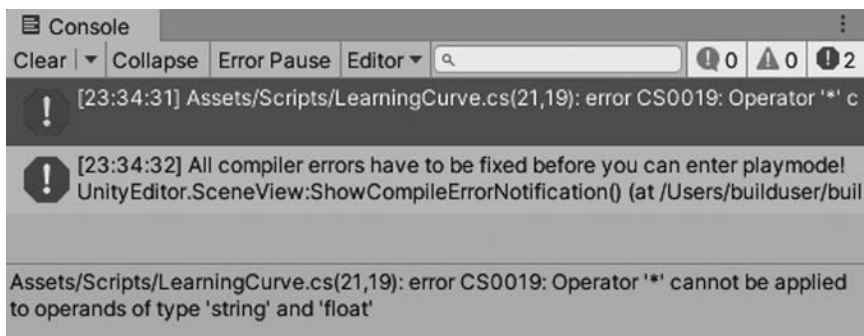 Console
Clear Collapse Error Pause Editor 0 0 2
[23:34:31] Assets/Scripts/LearningCurve.cs(21,19): error CS0019: Operator '*' c
[23:34:32] All compiler errors have to be fixed before you can enter playmode!
UnityEditor.SceneView:ShowCompileErrorNotification() (at /Users/builduser/buil
Assets/Scripts/LearningCurve.cs(21,19): error CS0019: Operator '*' cannot be applied
to operands of type 'string' and 'float'